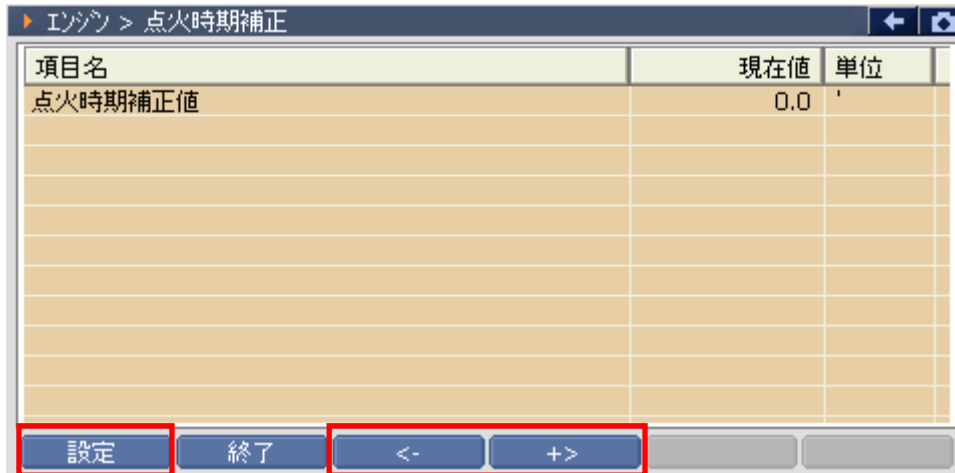 エンジン > 点火時期補正
項目名 現在値 単位
点火時期補正値 0.0 '
設定 終了 <- +>